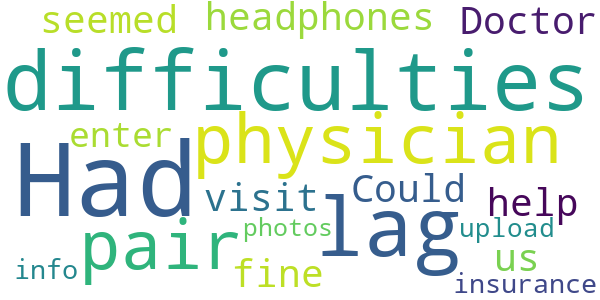 seemed headphones Doctor
difficulties
enter physician
Had visit Could help
pair lag upload
photos us
info fine insurance